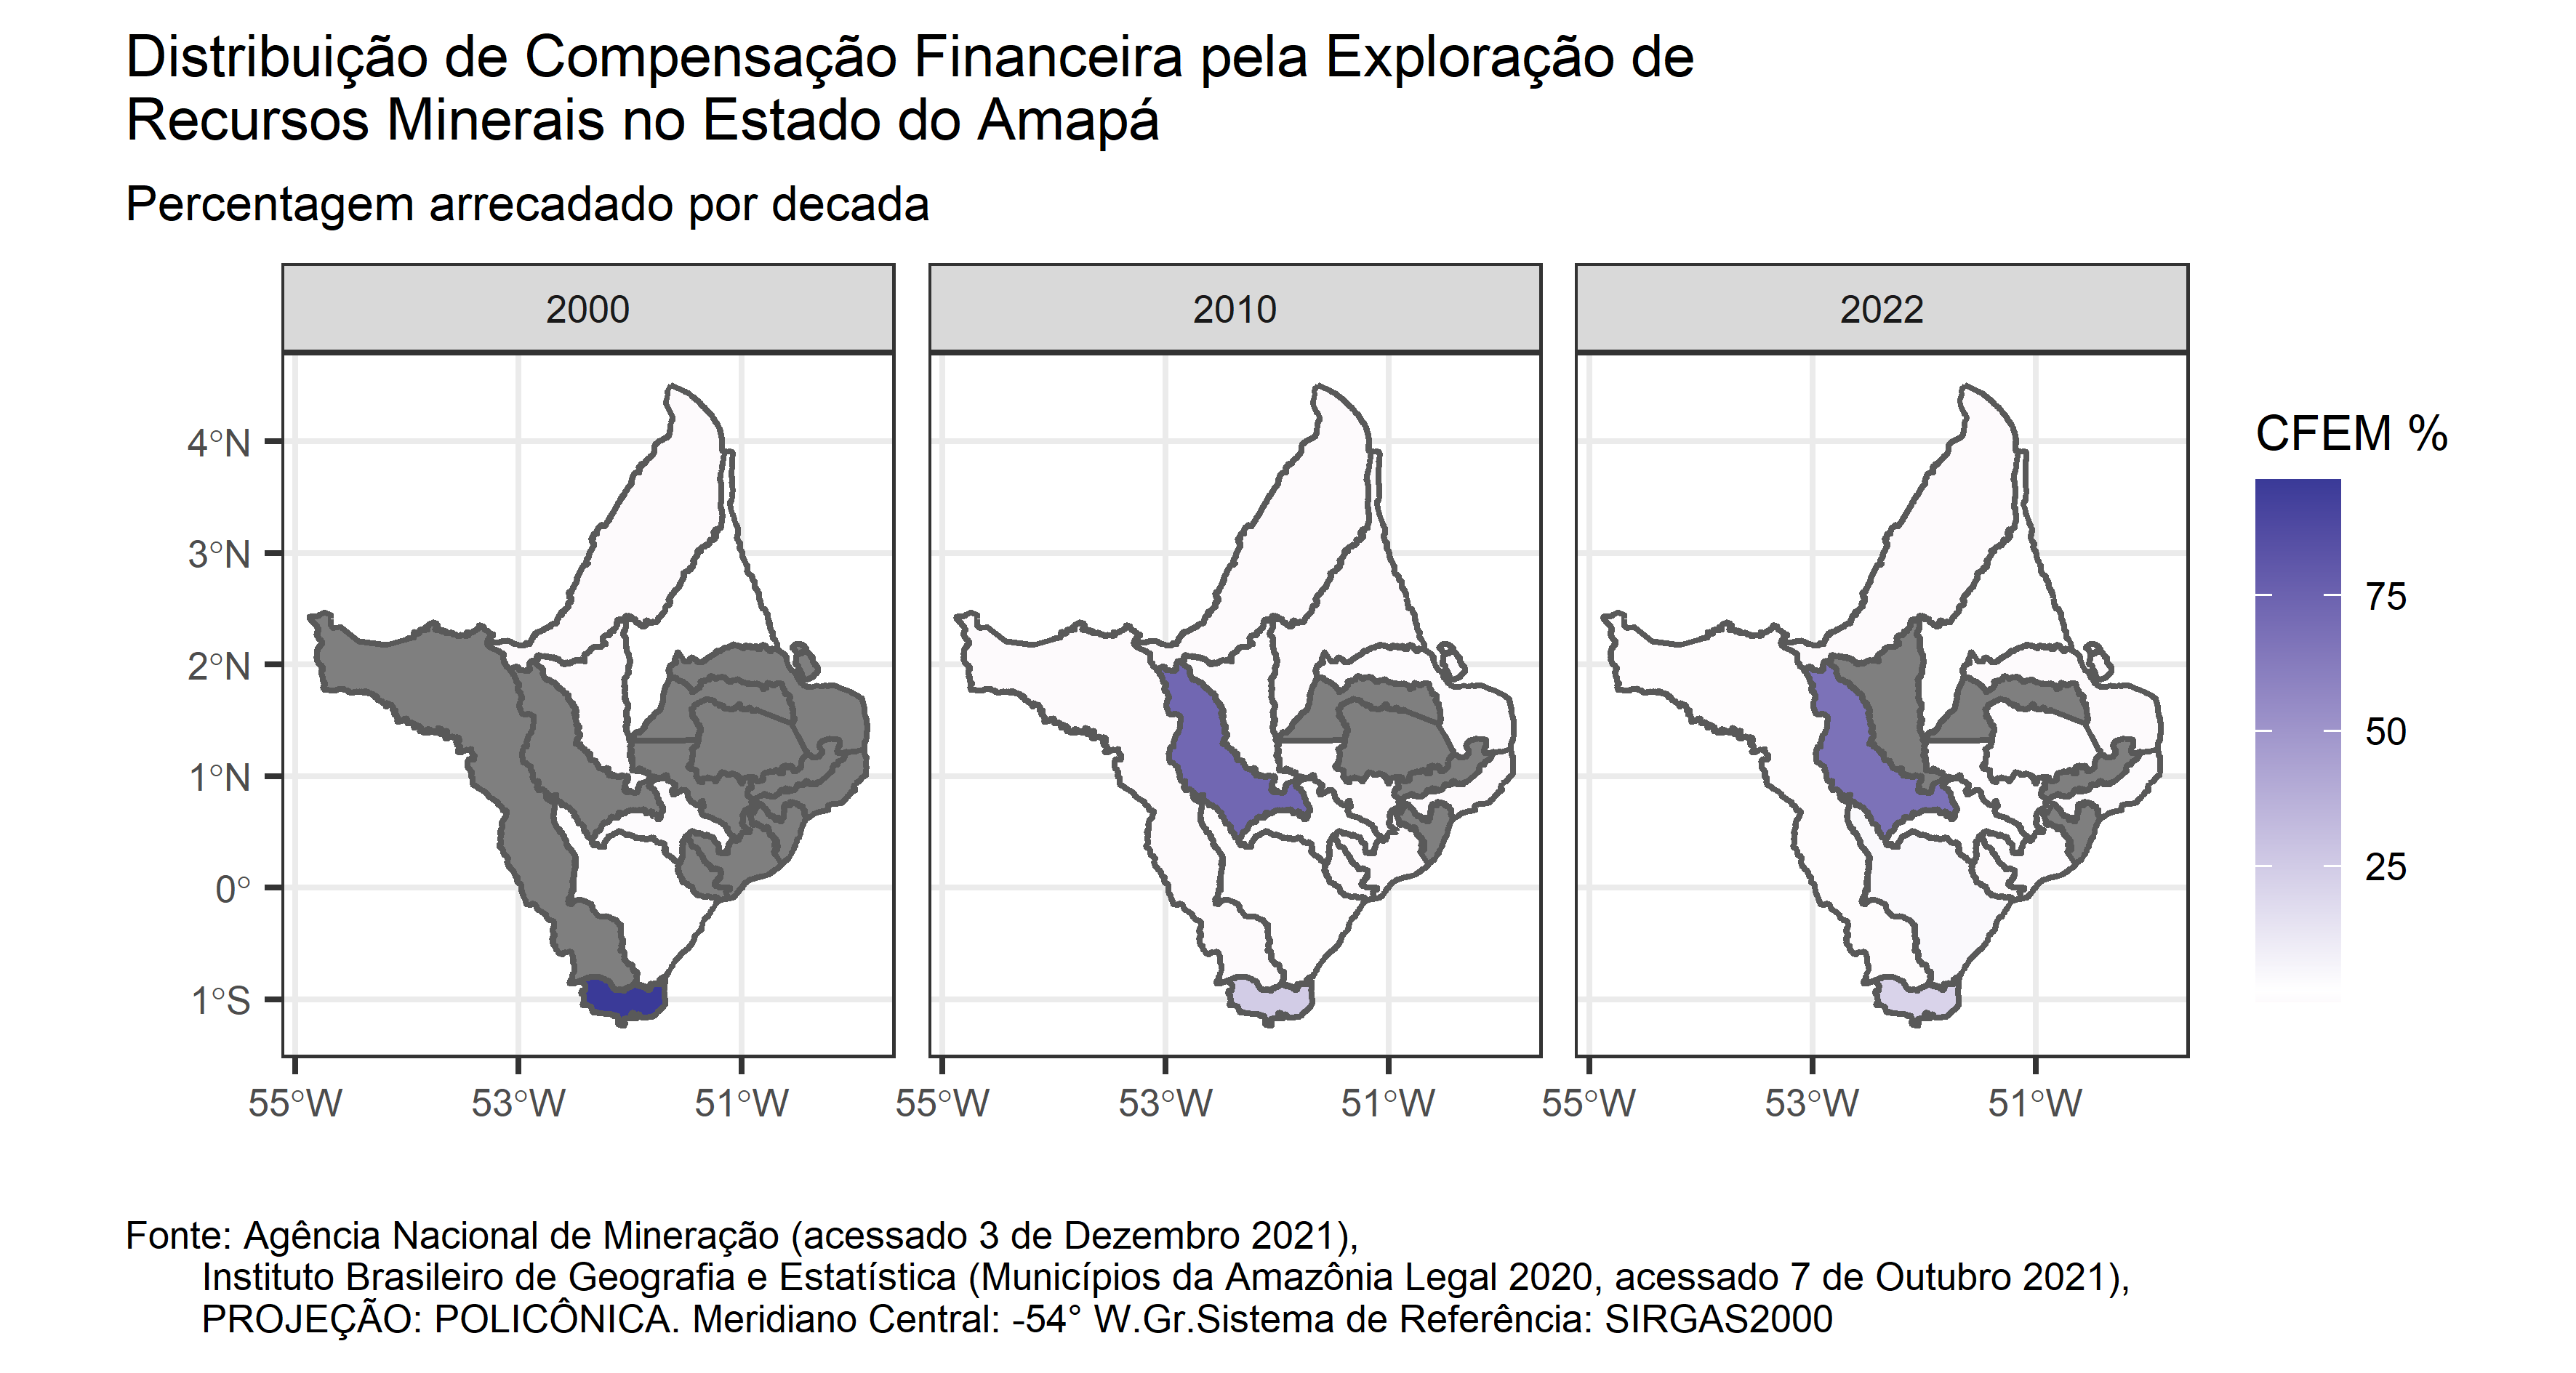 Distribuição de Compensação Financeira pela Exploração de
Recursos Minerais no Estado do Amapá
Percentagem arrecadado por decada
2000
2010
2022
CFEM %
75
50
25
4°N
3°N
2°N
1°N
0°
1°S
55°W
53°W
51°W
55°W
53°W
51°W
55°W
53°W
51°W
Fonte: Agência Nacional de Mineração (acessado 3 de Dezembro 2021),
Instituto Brasileiro de Geografia e Estatística (Municípios da Amazônia Legal 2020, acessado 7 de Outubro 2021),
PROJEÇÃO: POLICÔNICA. Meridiano Central: -54° W.Gr.Sistema de Referência: SIRGAS2000